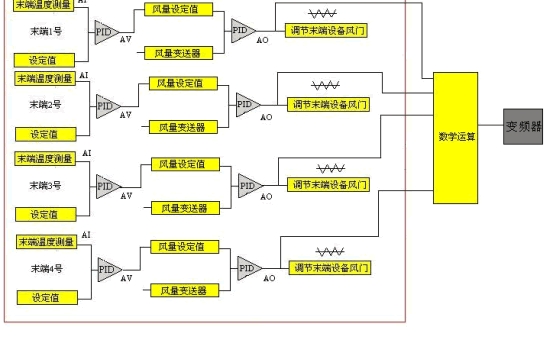 末端温度测量 AI 风量设定值
末端1号 PID AV PID AO 调节末端设备风门
设定值 风量变送器
末端温度测量 AI 风量设定值
末端2号 PID AV PID AO 调节末端设备风门
设定值 风量变送器
数学运算 变频器
末端温度测量 AI 风量设定值
末端3号 PID AV PID AO 调节末端设备风门
设定值 风量变送器
末端温度测量 AI 风量设定值
末端4号 PID AV PID AO 调节末端设备风门
设定值 风量变送器